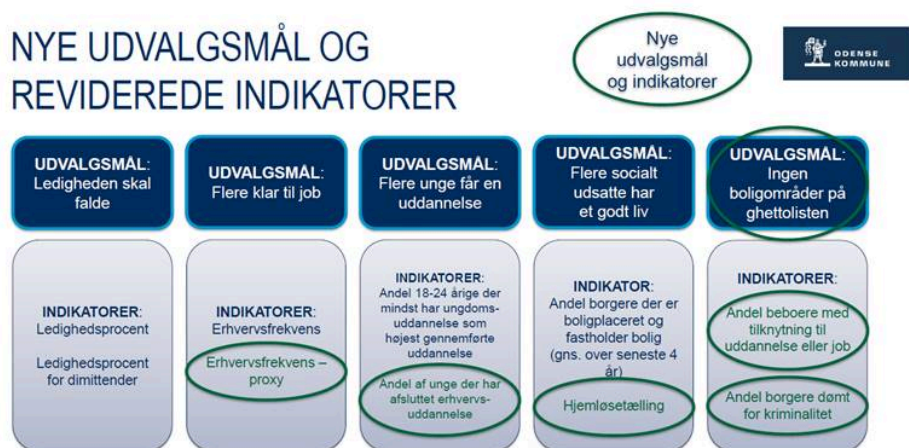 NYE UDVALGSMÅL OG
REVIDEREDE INDIKATORER
Nye
udvalgsmål
og indikatorer
ODENSE
KOMMUNE
UDVALGSMÅL:
Ledigheden skal
falde
INDIKATORER:
Ledighedsprocent
Ledighedsprocent
for dimittender
UDVALGSMÅL:
Flere klar til job
INDIKATORER:
Erhvervsfrekvens
Erhvervsfrekvens –
proxy
UDVALGSMÅL:
Flere unge får en
uddannelse
INDIKATORER:
Andel 18-24 årige der
mindst har ungdoms-
uddannelse som
højest gennemførte
uddannelse
Andel af unge der har
afsluttet erhvervs-
uddannelse
UDVALGSMÅL:
Flere socialt
udsatte har
et godt liv
INDIKATOR:
Andel borgere der er
boligplaceret og
fastholder bolig
(gns. over seneste 4
år)
Hjemløsetælling
UDVALGSMÅL:
Ingen
boligområder på
ghettolisten
INDIKATORER:
Andel beboere med
tilknytning til
uddannelse eller job
Andel borgere dømt
for kriminalitet